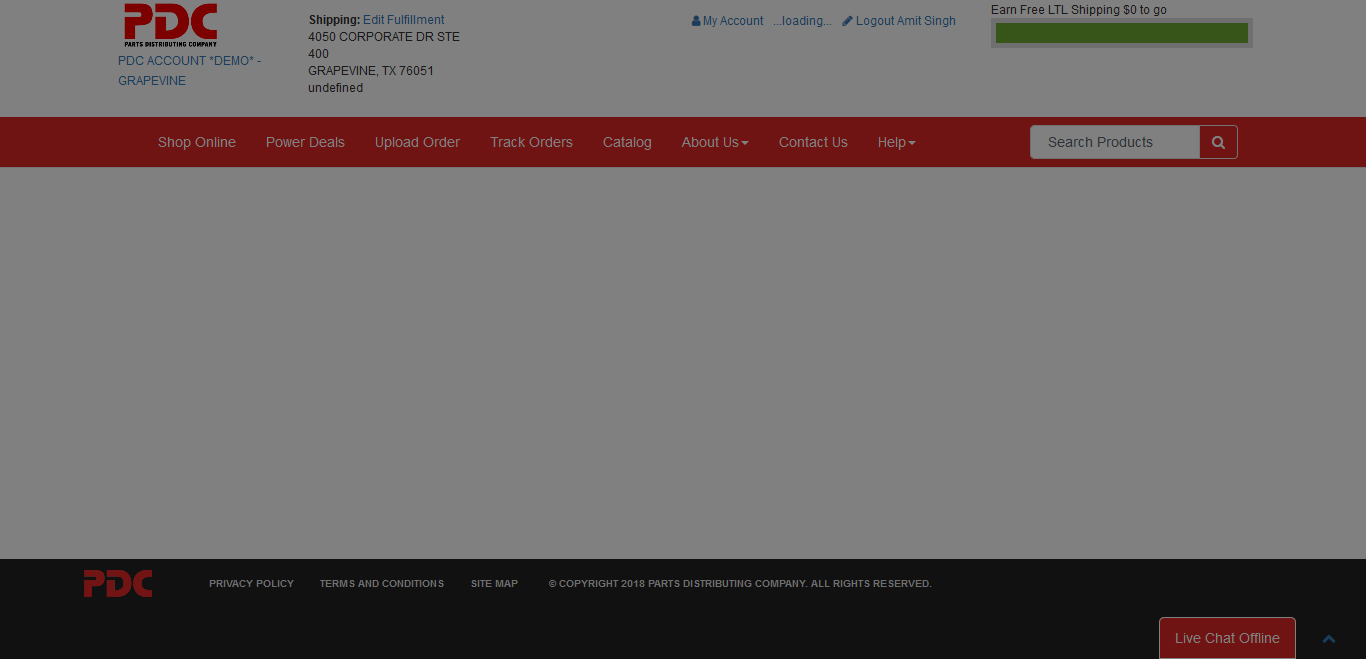 PDC
PARTS DISTRIBUTING COMPANY
PDC ACCOUNT *DEMO* -
GRAPEVINE
Shipping: Edit Fulfillment
4050 CORPORATE DR STE
400
GRAPEVINE, TX 76051
undefined
My Account ...loading... Logout Amit Singh
Earn Free LTL Shipping $0 to go
Shop Online Power Deals Upload Order Track Orders Catalog About Us Contact Us Help Search Products
PDC PRIVACY POLICY TERMS AND CONDITIONS SITE MAP © COPYRIGHT 2018 PARTS DISTRIBUTING COMPANY. ALL RIGHTS RESERVED.
Live Chat Offline